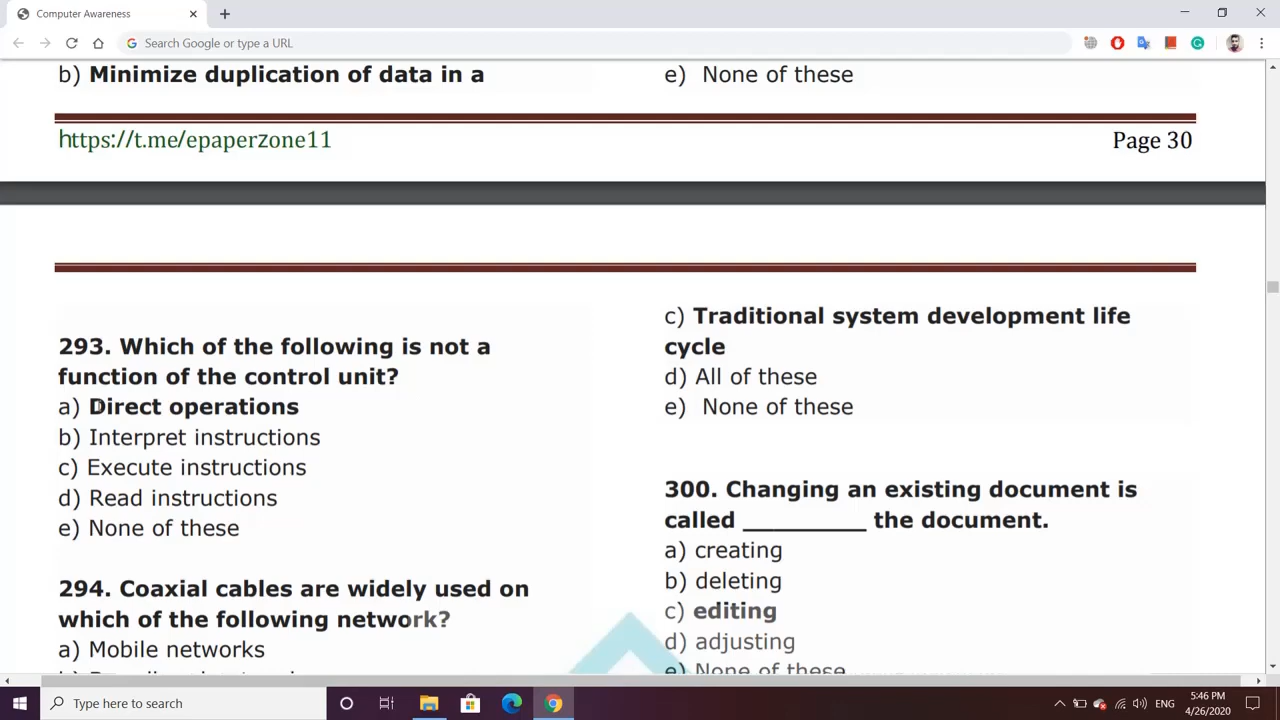 Computer Awareness
Search Google or type a URL
b) Minimize duplication of data in a
e) None of these
https://t.me/epaperzone11
Page 30
293. Which of the following is not a
function of the control unit?
a) Direct operations
b) Interpret instructions
c) Execute instructions
d) Read instructions
e) None of these
294. Coaxial cables are widely used on
which of the following network?
a) Mobile networks
c) Traditional system development life
cycle
d) All of these
e) None of these
300. Changing an existing document is
called __________ the document.
a) creating
b) deleting
c) editing
d) adjusting
e) None of these
Type here to search
ENG
5:46 PM
4/26/2020